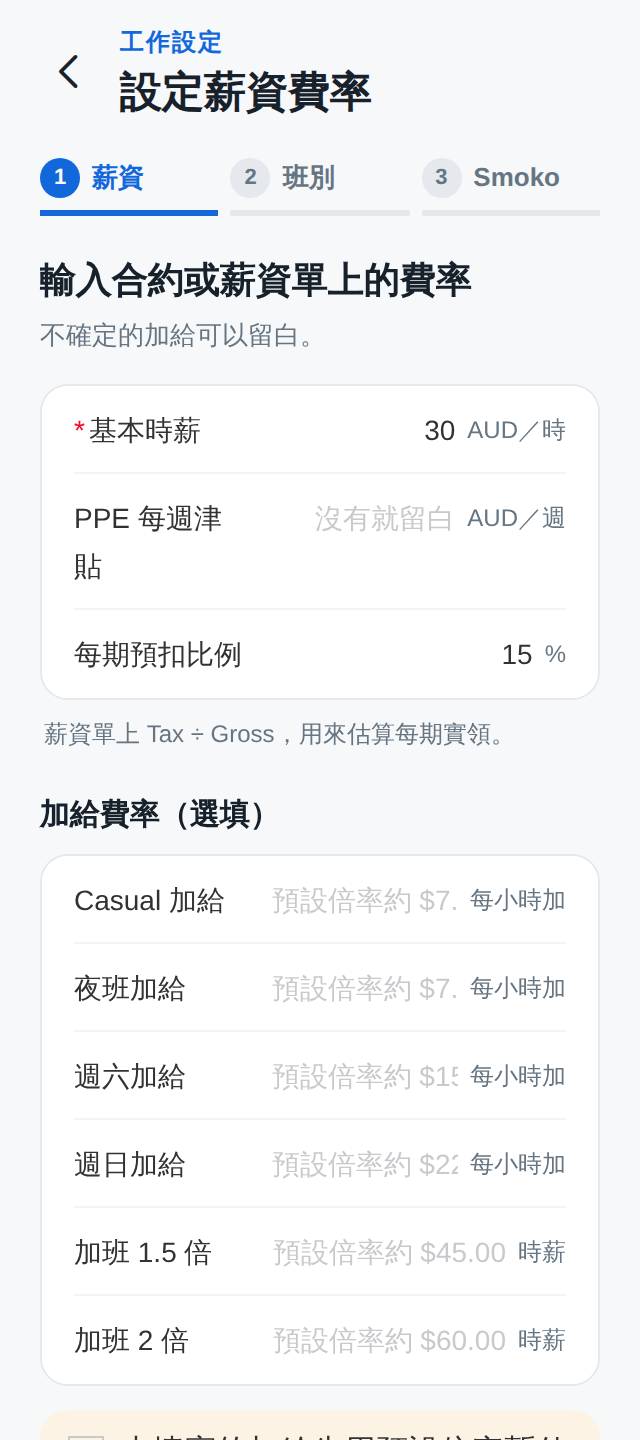 工作設定
設定薪資費率
1 薪資 2 班別 3 Smoko
輸入合約或薪資單上的費率
不確定的加給可以留白。
*基本時薪 30 AUD／時
PPE 每週津貼 沒有就留白 AUD／週
每期預扣比例 15 %
薪資單上 Tax ÷ Gross，用來估算每期實領。
加給費率（選填）
Casual 加給 預設倍率約 $7. 每小時加
夜班加給 預設倍率約 $7. 每小時加
週六加給 預設倍率約 $15 每小時加
週日加給 預設倍率約 $22 每小時加
加班 1.5 倍 預設倍率約 $45.00 時薪
加班 2 倍 預設倍率約 $60.00 時薪